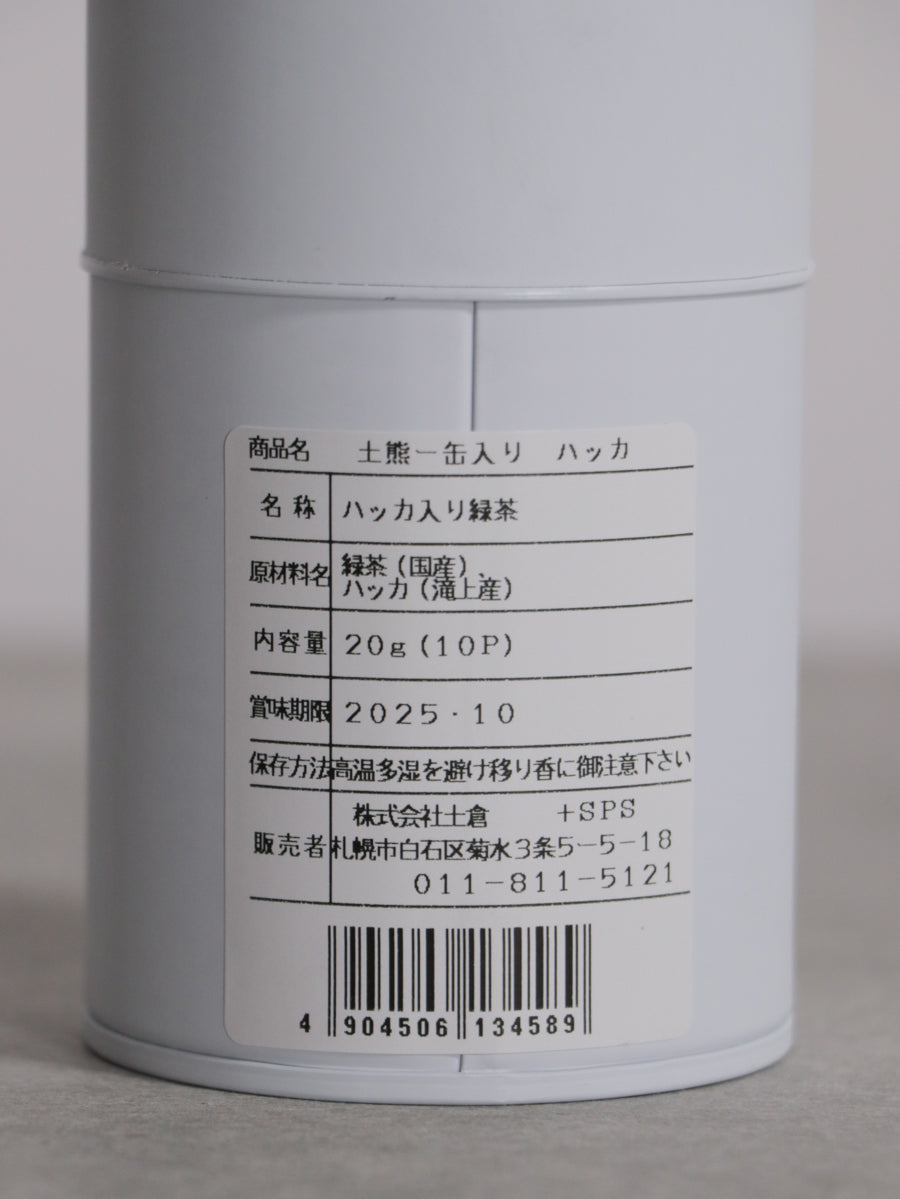 商品名 土熊一缶入り ハッカ
名称 ハッカ入り緑茶
原材料名 緑茶(国産)、
ハッカ(滝上産)
内容量 20g(10P)
賞味期限 2025・10
保存方法 高温多湿を避け移り香に御注意下さい
株式会社土倉 +SPS
販売者 札幌市白石区菊水3条5-5-18
011-811-5121
4 904506 134589